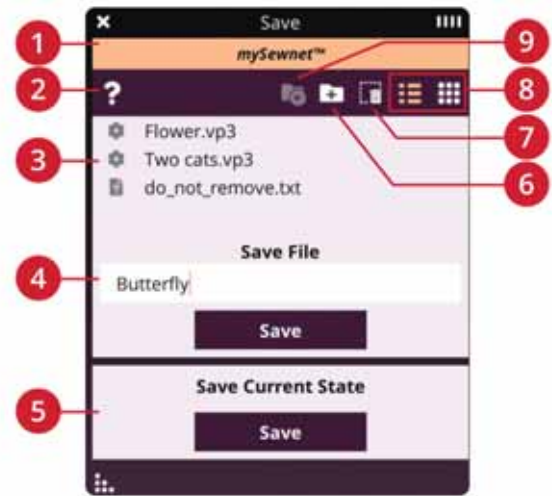 Save
mySewnet™
?
Flower.vp3
Two cats.vp3
do_not_remove.txt
Save File
Butterfly
Save
Save Current State
Save
1
2
3
4
5
9
8
7
6